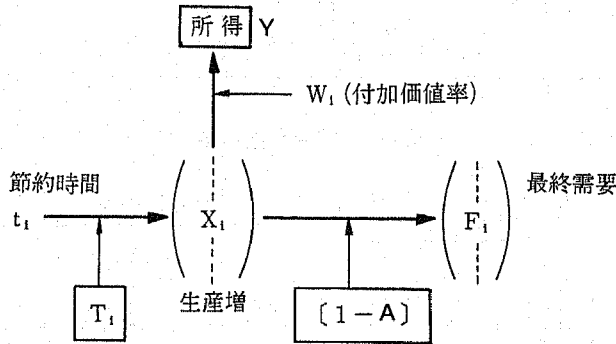 所得 Y
W₁ (付加価値率)
節約時間
最終需要
t₁
X₁
F₁
生産増
T₁
〔1－A〕